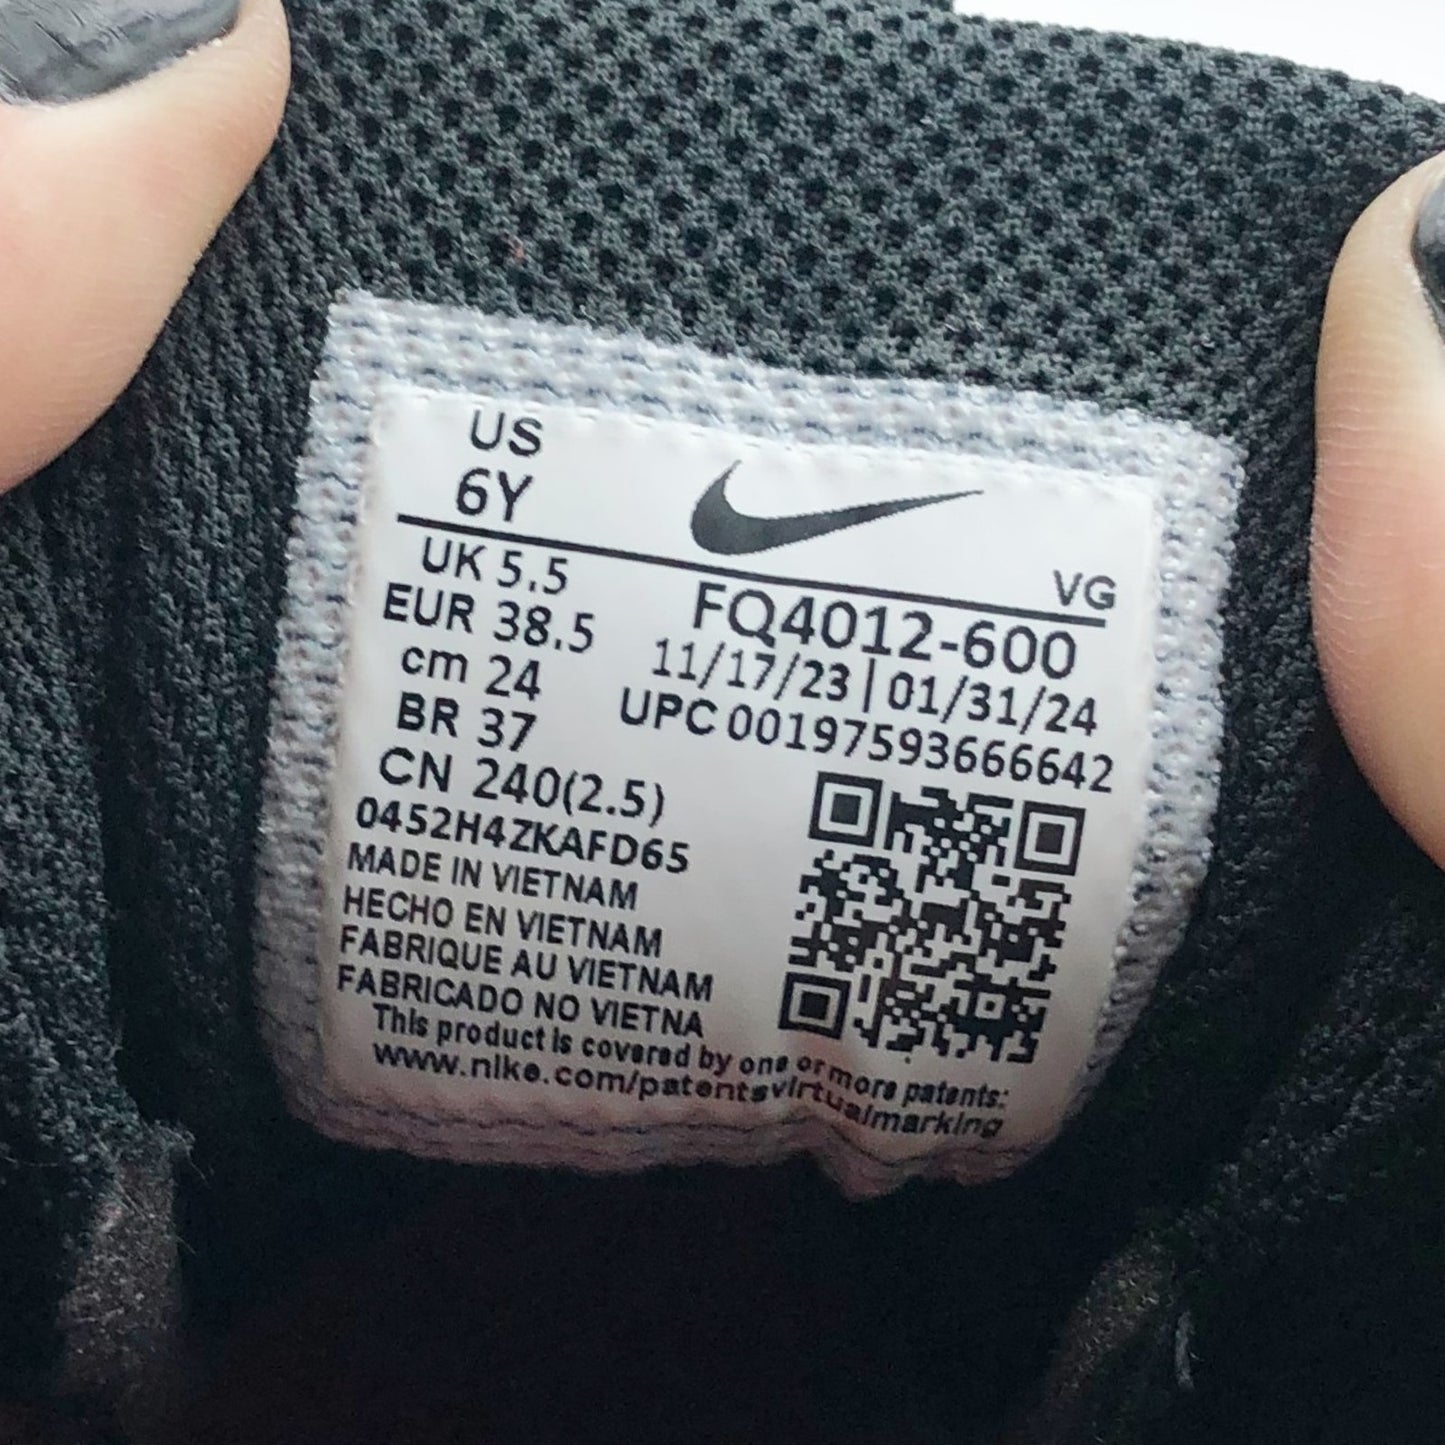 US
6Y
VG
UK 5.5
EUR 38.5
cm 24
BR 37
CN 240(2.5)
FQ4012-600
11/17/23 | 01/31/24
UPC 00197593666642
0452H4ZKAFD65
MADE IN VIETNAM
HECHO EN VIETNAM
FABRIQUE AU VIETNAM
FABRICADO NO VIETNA
This product is covered by one or more patents:
www.nike.com/patentsvirtualmarking